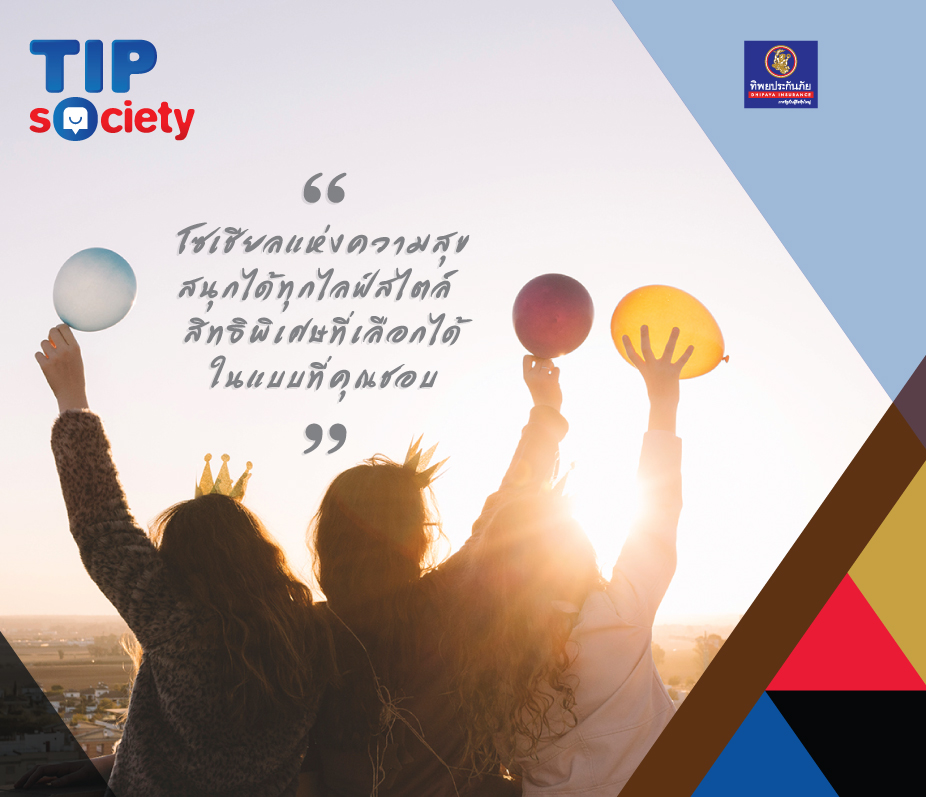 TIP
society
ทิพยประกันภัย
DHIPAYA INSURANCE
“
โซเชียลแห่งความสุข
สนุกได้ทุกไลฟ์สไตล์
สิทธิพิเศษที่เลือกได้
ในแบบที่คุณชอบ
”